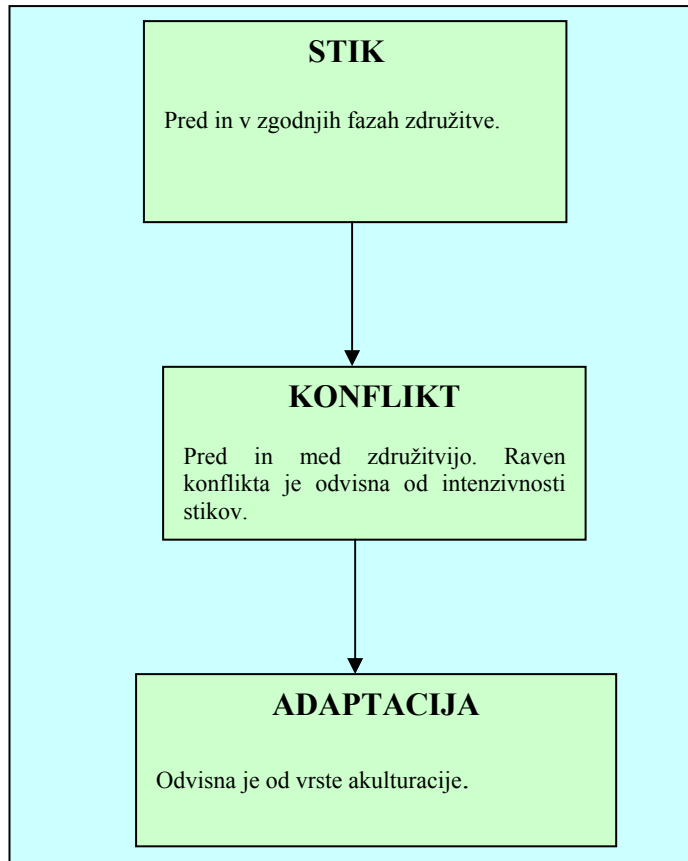 STIK
Pred in v zgodnjih fazah združitve.
KONFLIKT
Pred in med združitvijo. Raven
konflikta je odvisna od intenzivnosti
stikov.
ADAPTACIJA
Odvisna je od vrste akulturacije.